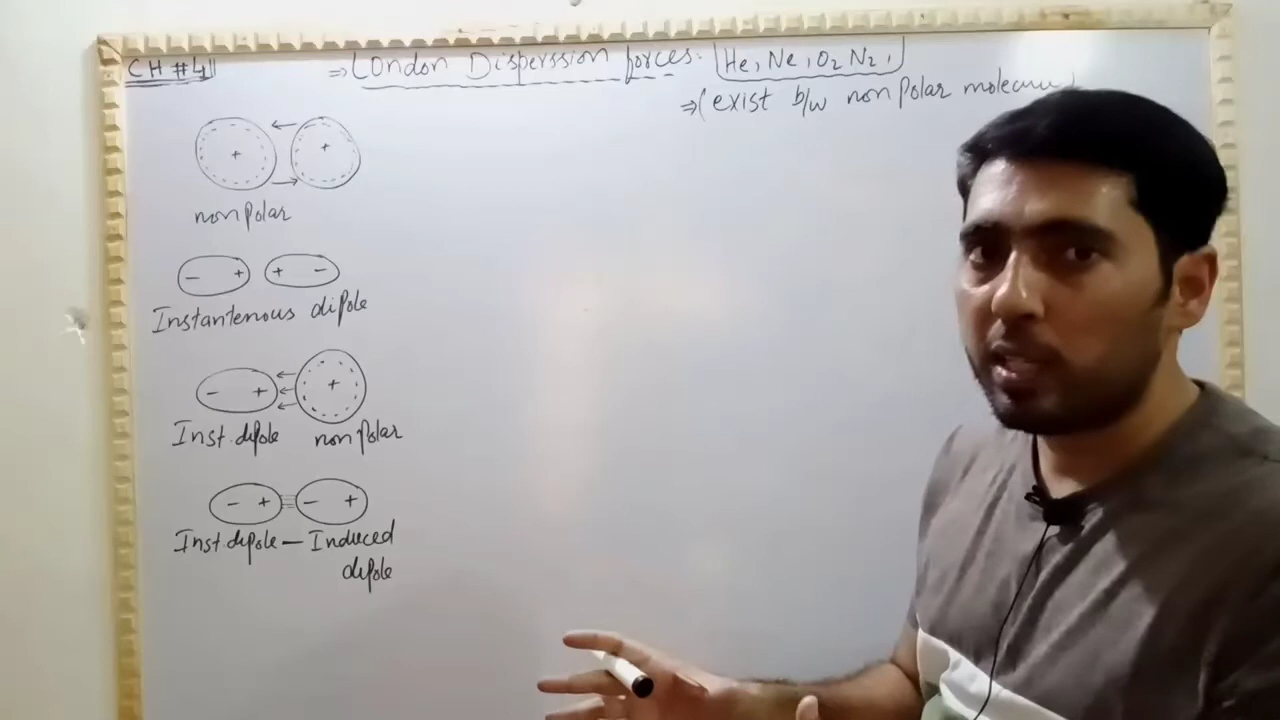 CH #4
⇒ London Disperssion forces. He, Ne, O2 N2,
⇒ (exist b/w non polar
+ +
non polar
- + + -
Instantenous dipole
- + +
Inst. dipole non polar
- + - +
Inst. dipole — Induced
dipole